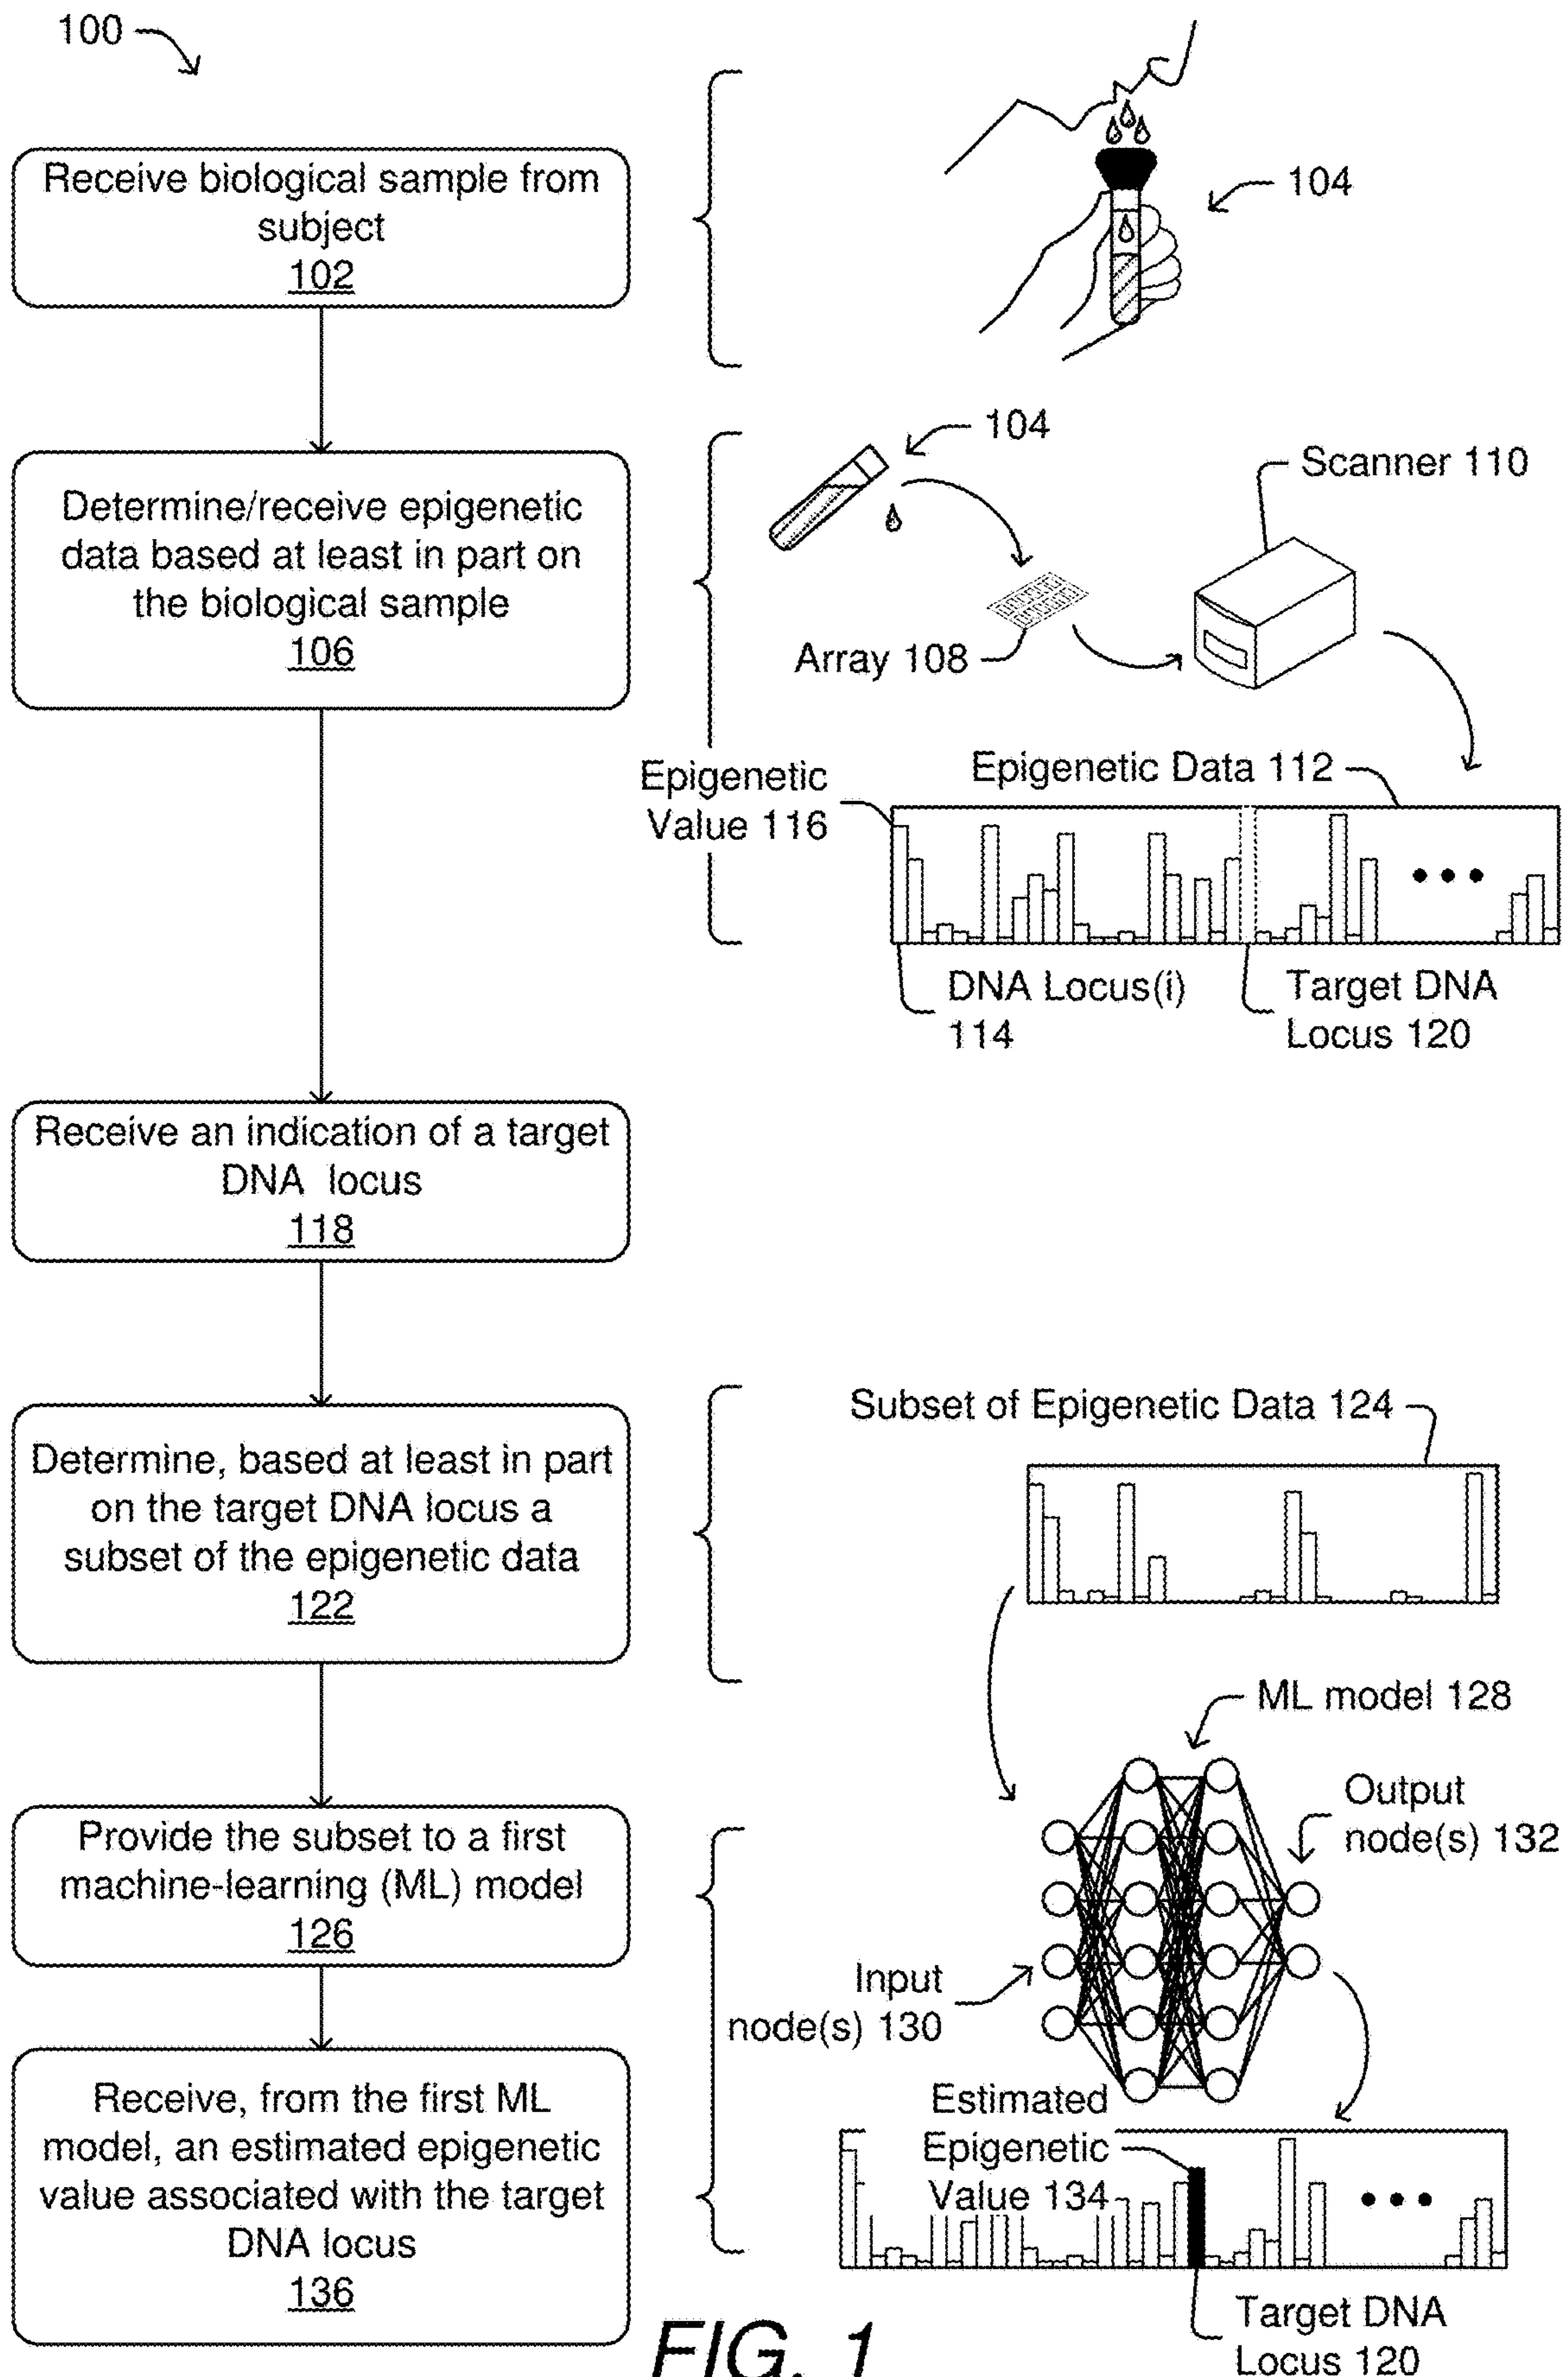 100
Receive biological sample from
subject
102
104
Determine/receive epigenetic
data based at least in part on
the biological sample
106
104
Scanner 110
Array 108
Epigenetic
Value 116
Epigenetic Data 112
DNA Locus(i)
114
Target DNA
Locus 120
Receive an indication of a target
DNA locus
118
Determine, based at least in part
on the target DNA locus a
subset of the epigenetic data
122
Subset of Epigenetic Data 124
ML model 128
Provide the subset to a first
machine-learning (ML) model
126
Output
node(s) 132
Input
node(s) 130
Receive, from the first ML
model, an estimated epigenetic
value associated with the target
DNA locus
136
Estimated
Epigenetic
Value 134
Target DNA
Locus 120
FIG. 1